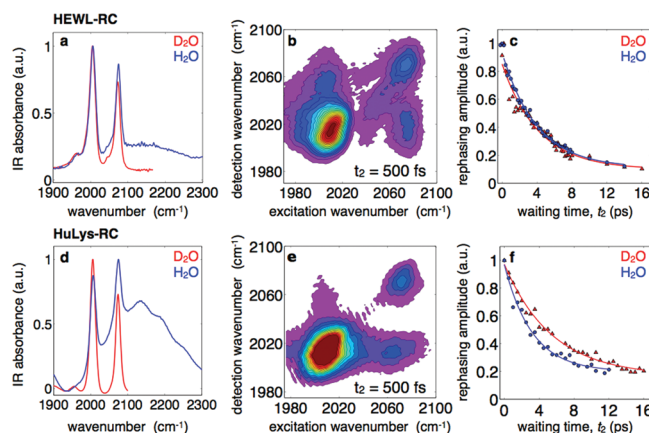 HEWL-RC
a
D₂O
H₂O
IR absorbance (a.u.)
1
0.5
0
1900 2000 2100 2200 2300
wavenumber (cm⁻¹)
b
detection wavenumber (cm⁻¹)
2100
2060
2020
1980
t₂ = 500 fs
1980 2020 2060 2100
excitation wavenumber (cm⁻¹)
c
D₂O
H₂O
rephasing amplitude (a.u.)
1
0.8
0.6
0.4
0.2
0
0 4 8 12 16
waiting time, t₂ (ps)
HuLys-RC
d
D₂O
H₂O
IR absorbance (a.u.)
1
0.5
0
1900 2000 2100 2200 2300
wavenumber (cm⁻¹)
e
detection wavenumber (cm⁻¹)
2100
2053
2013
1975
t₂ = 500 fs
1980 2020 2060 2100
excitation wavenumber (cm⁻¹)
f
D₂O
H₂O
rephasing amplitude (a.u.)
1
0.8
0.6
0.4
0.2
0
0 4 8 12 16
waiting time, t₂ (ps)